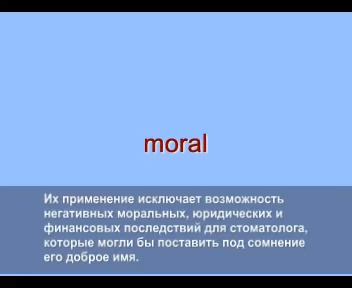 moral
Их применение исключает возможность
негативных моральных, юридических и
финансовых последствий для стоматолога,
которые могли бы поставить под сомнение
его доброе имя.